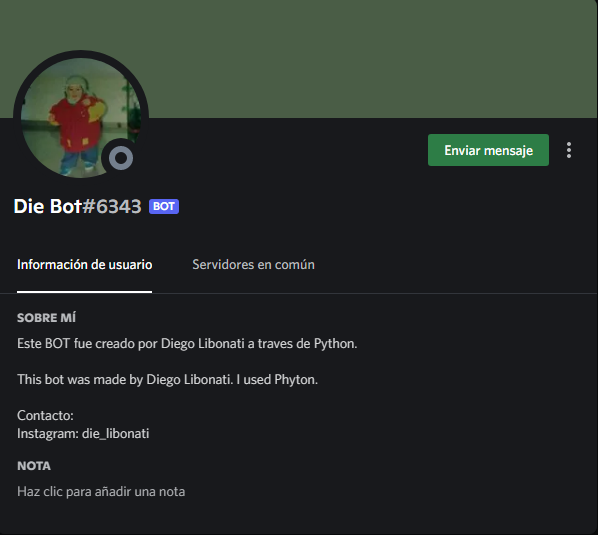 Enviar mensaje
Die Bot#6343 BOT
Información de usuario Servidores en común
SOBRE MÍ
Este BOT fue creado por Diego Libonati a traves de Python.
This bot was made by Diego Libonati. I used Phyton.
Contacto:
Instagram: die_libonati
NOTA
Haz clic para añadir una nota